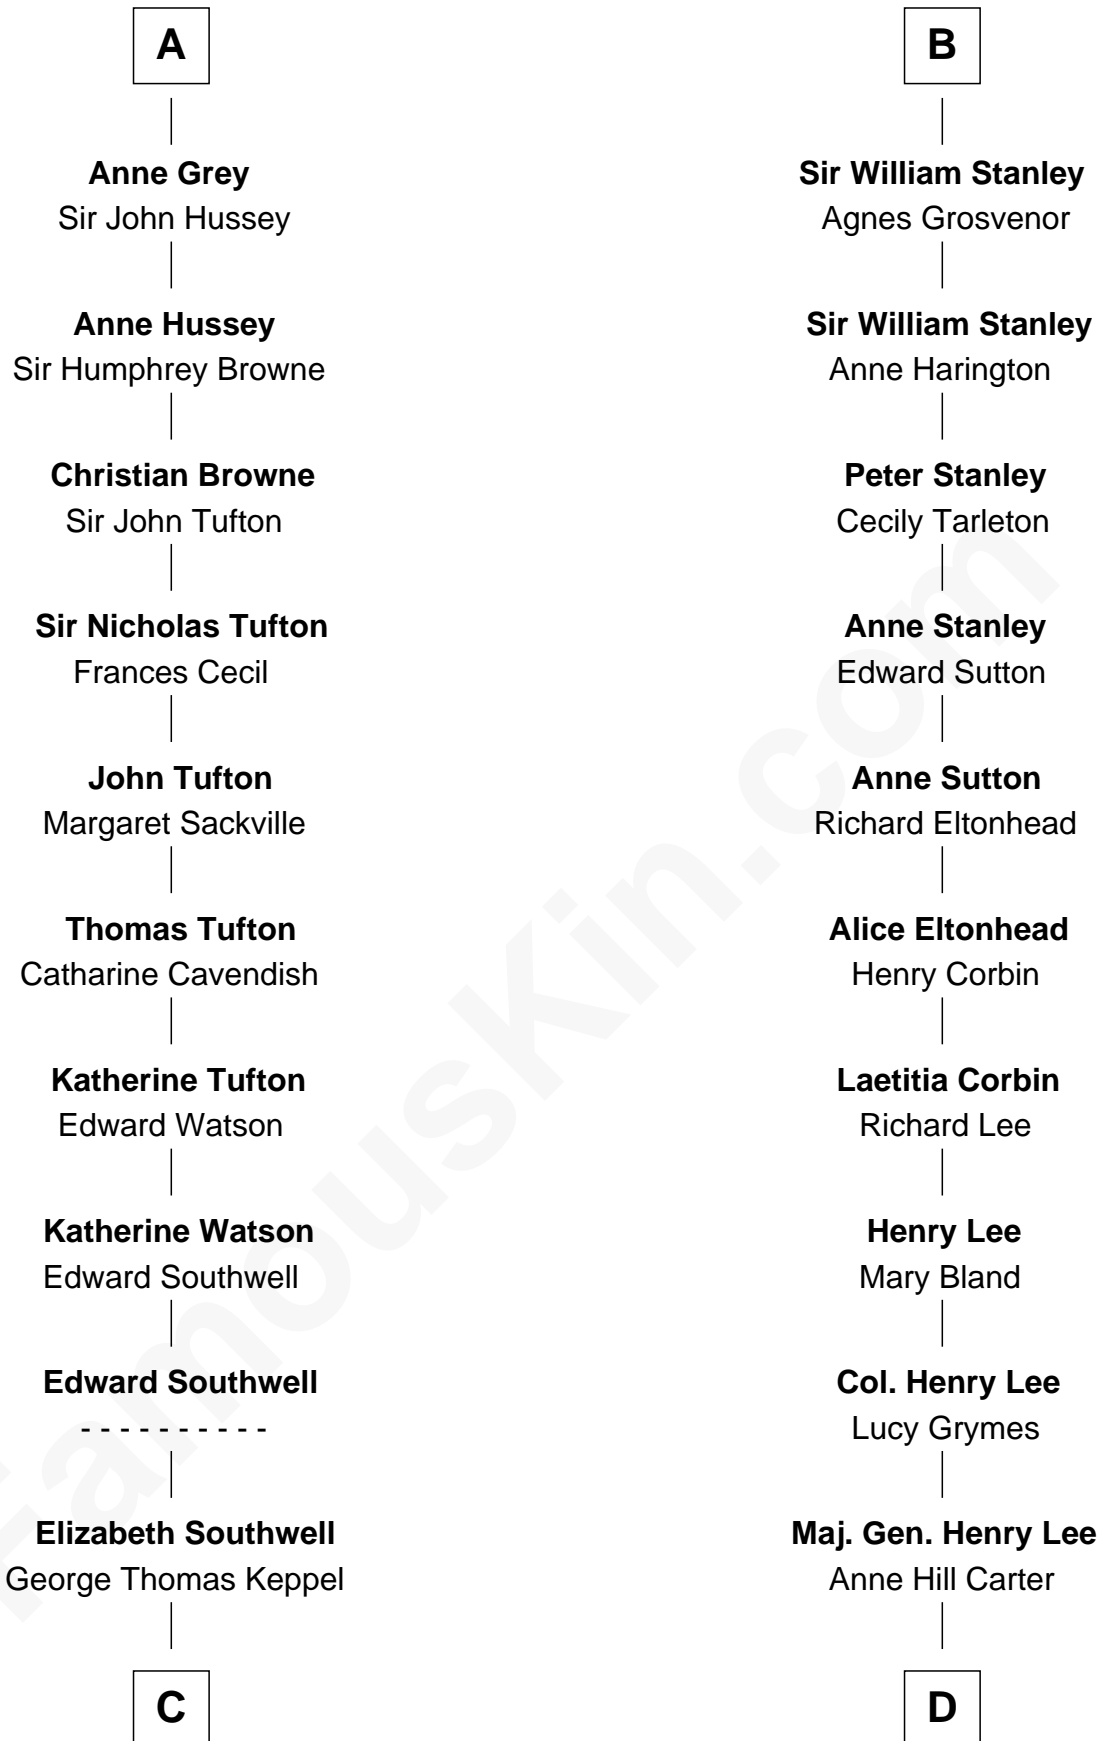 A
Anne Grey
Sir John Hussey
Anne Hussey
Sir Humphrey Browne
Christian Browne
Sir John Tufton
Sir Nicholas Tufton
Frances Cecil
John Tufton
Margaret Sackville
Thomas Tufton
Catharine Cavendish
Katherine Tufton
Edward Watson
Katherine Watson
Edward Southwell
Edward Southwell
- - - - - - - - - -
Elizabeth Southwell
George Thomas Keppel
C
B
Sir William Stanley
Agnes Grosvenor
Sir William Stanley
Anne Harington
Peter Stanley
Cecily Tarleton
Anne Stanley
Edward Sutton
Anne Sutton
Richard Eltonhead
Alice Eltonhead
Henry Corbin
Laetitia Corbin
Richard Lee
Henry Lee
Mary Bland
Col. Henry Lee
Lucy Grymes
Maj. Gen. Henry Lee
Anne Hill Carter
D
FamousKin.com